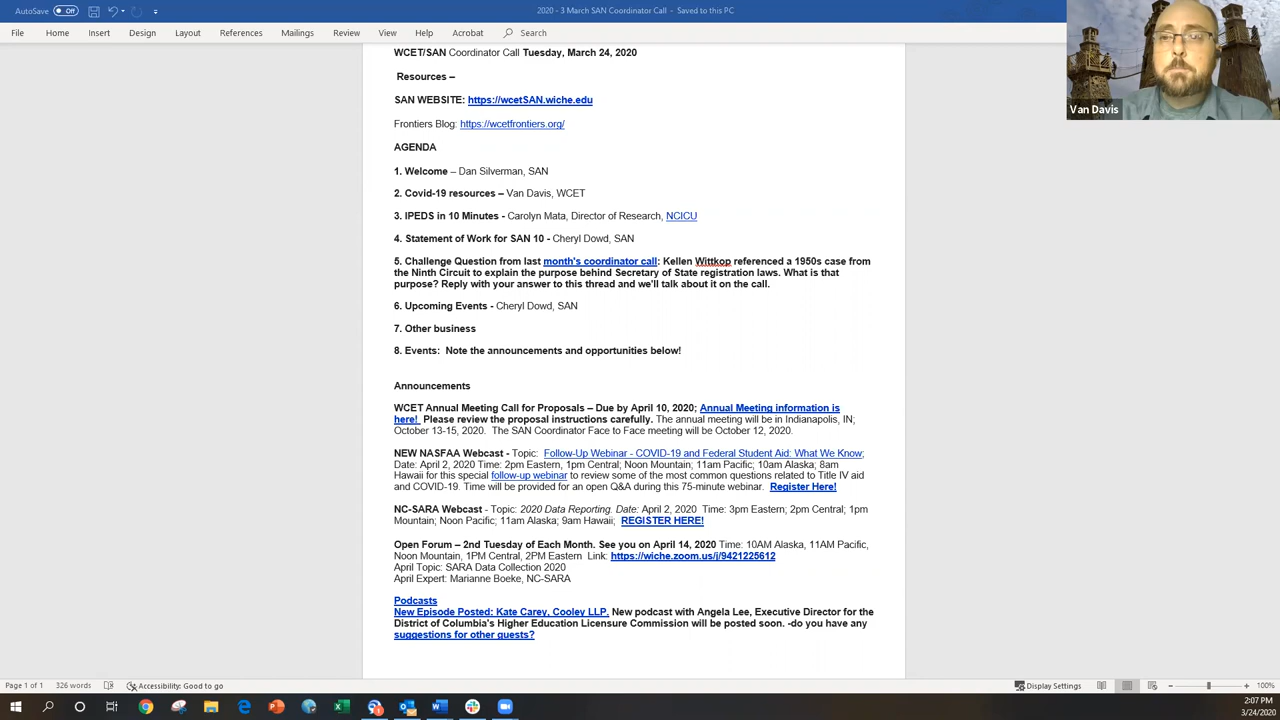 AutoSave Off 2020 - 3 March SAN Coordinator Call - Saved to this PC
File Home Insert Design Layout References Mailings Review View Help Acrobat Search
Van Davis
WCET/SAN Coordinator Call Tuesday, March 24, 2020
Resources –
SAN WEBSITE: https://wcetSAN.wiche.edu
Frontiers Blog: https://wcetfrontiers.org/
AGENDA
1. Welcome – Dan Silverman, SAN
2. Covid-19 resources – Van Davis, WCET
3. IPEDS in 10 Minutes - Carolyn Mata, Director of Research, NCICU
4. Statement of Work for SAN 10 - Cheryl Dowd, SAN
5. Challenge Question from last month's coordinator call: Kellen Wittkop referenced a 1950s case from
the Ninth Circuit to explain the purpose behind Secretary of State registration laws. What is that
purpose? Reply with your answer to this thread and we'll talk about it on the call.
6. Upcoming Events - Cheryl Dowd, SAN
7. Other business
8. Events: Note the announcements and opportunities below!
Announcements
WCET Annual Meeting Call for Proposals – Due by April 10, 2020; Annual Meeting information is
here! Please review the proposal instructions carefully. The annual meeting will be in Indianapolis, IN;
October 13-15, 2020. The SAN Coordinator Face to Face meeting will be October 12, 2020.
NEW NASFAA Webcast - Topic: Follow-Up Webinar - COVID-19 and Federal Student Aid: What We Know;
Date: April 2, 2020 Time: 2pm Eastern, 1pm Central; Noon Mountain; 11am Pacific; 10am Alaska; 8am
Hawaii for this special follow-up webinar to review some of the most common questions related to Title IV aid
and COVID-19. Time will be provided for an open Q&A during this 75-minute webinar. Register Here!
NC-SARA Webcast - Topic: 2020 Data Reporting. Date: April 2, 2020 Time: 3pm Eastern; 2pm Central; 1pm
Mountain; Noon Pacific; 11am Alaska; 9am Hawaii; REGISTER HERE!
Open Forum – 2nd Tuesday of Each Month. See you on April 14, 2020 Time: 10AM Alaska, 11AM Pacific,
Noon Mountain, 1PM Central, 2PM Eastern Link: https://wiche.zoom.us/j/9421225612
April Topic: SARA Data Collection 2020
April Expert: Marianne Boeke, NC-SARA
Podcasts
New Episode Posted: Kate Carey, Cooley LLP. New podcast with Angela Lee, Executive Director for the
District of Columbia's Higher Education Licensure Commission will be posted soon. -do you have any
suggestions for other guests?
Page 1 of 1 326 words Accessibility: Good to go Display Settings 100%
2:07 PM
3/24/2020